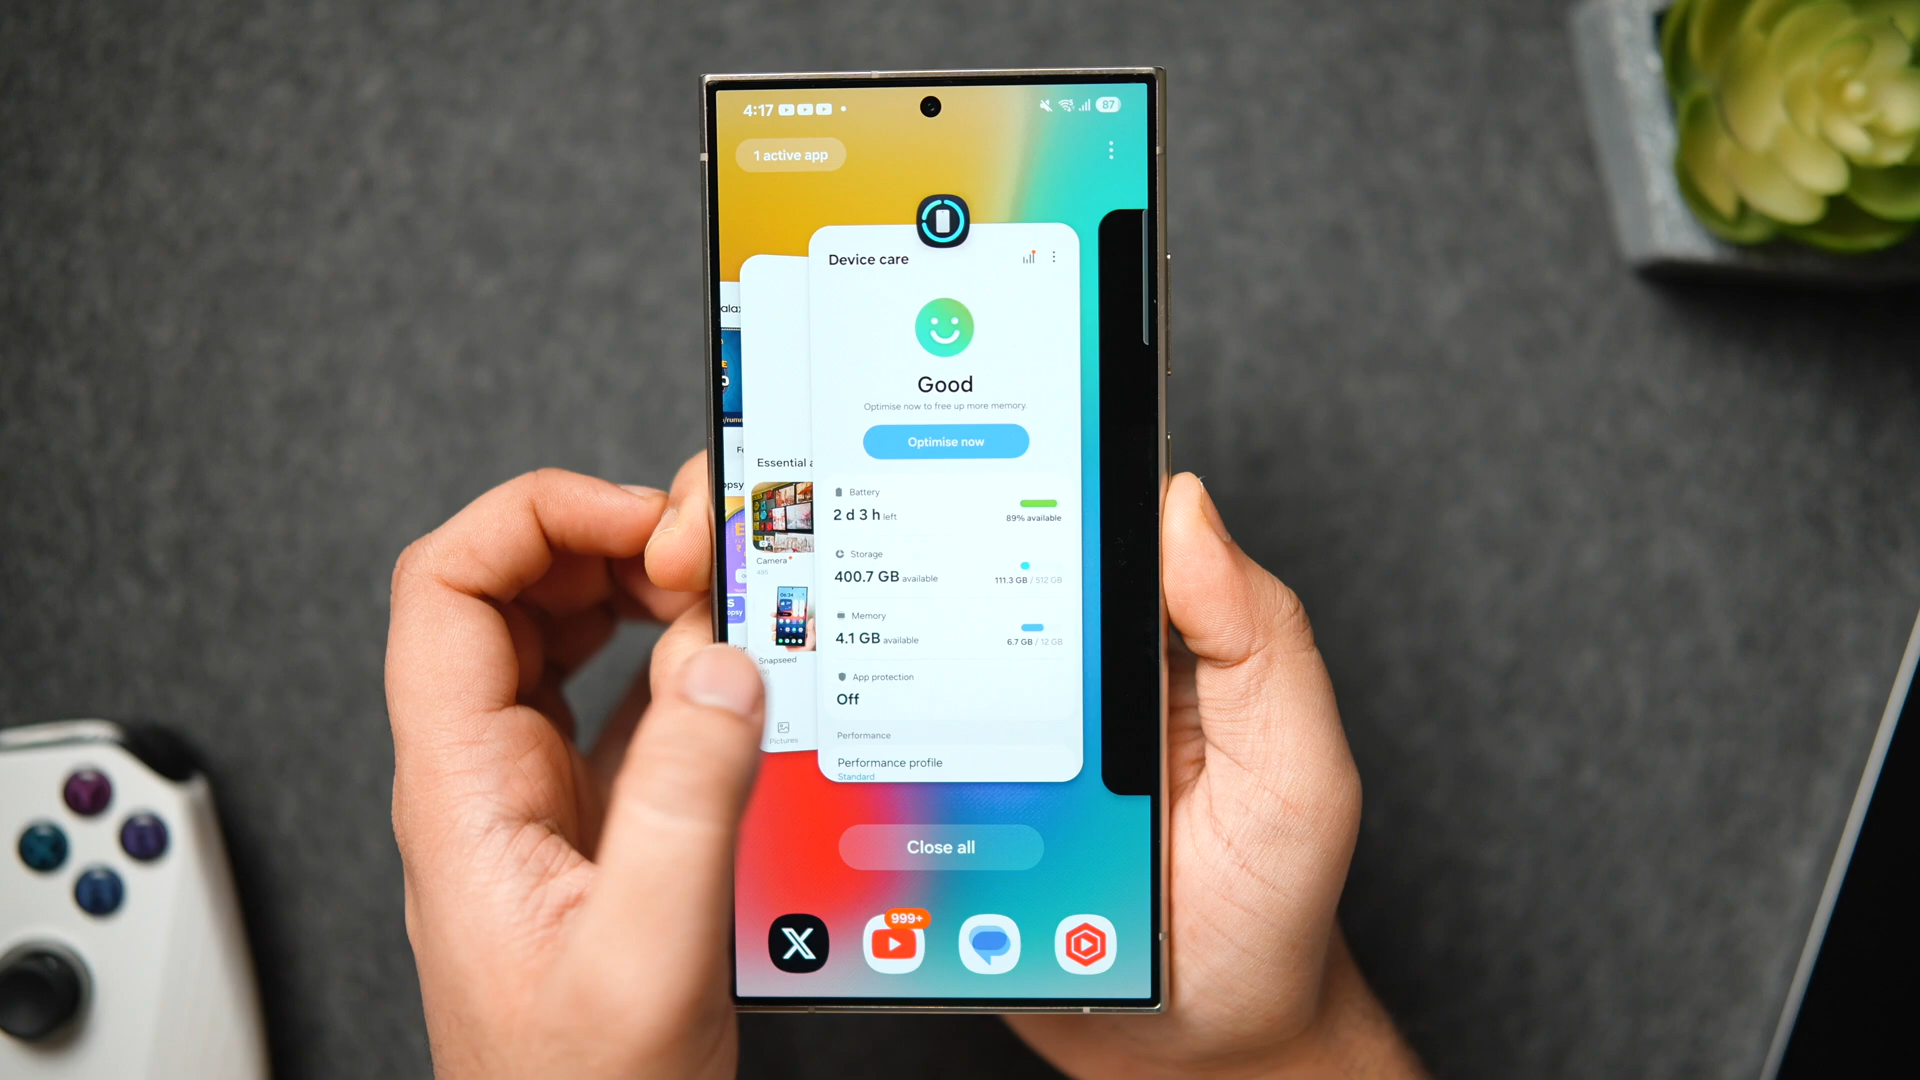 4:17
87
1 active app
Device care
Good
Optimise now to free up more memory.
Optimise now
Battery
2 d 3 h left
89% available
Storage
400.7 GB available
111.3 GB / 512 GB
Memory
4.1 GB available
6.7 GB / 12 GB
App protection
Off
Performance
Performance profile
Standard
Essential
Camera
495
Snapseed
Pictures
Close all
999+